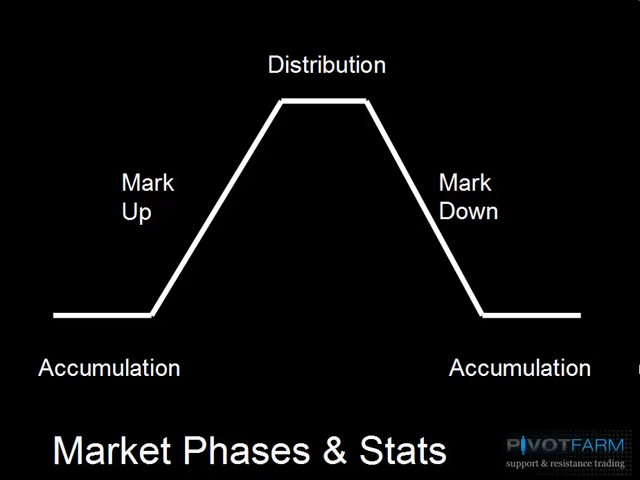 Distribution
Mark
Up
Mark
Down
Accumulation
Accumulation
Market Phases & Stats
PIVOTFARM
support & resistance trading